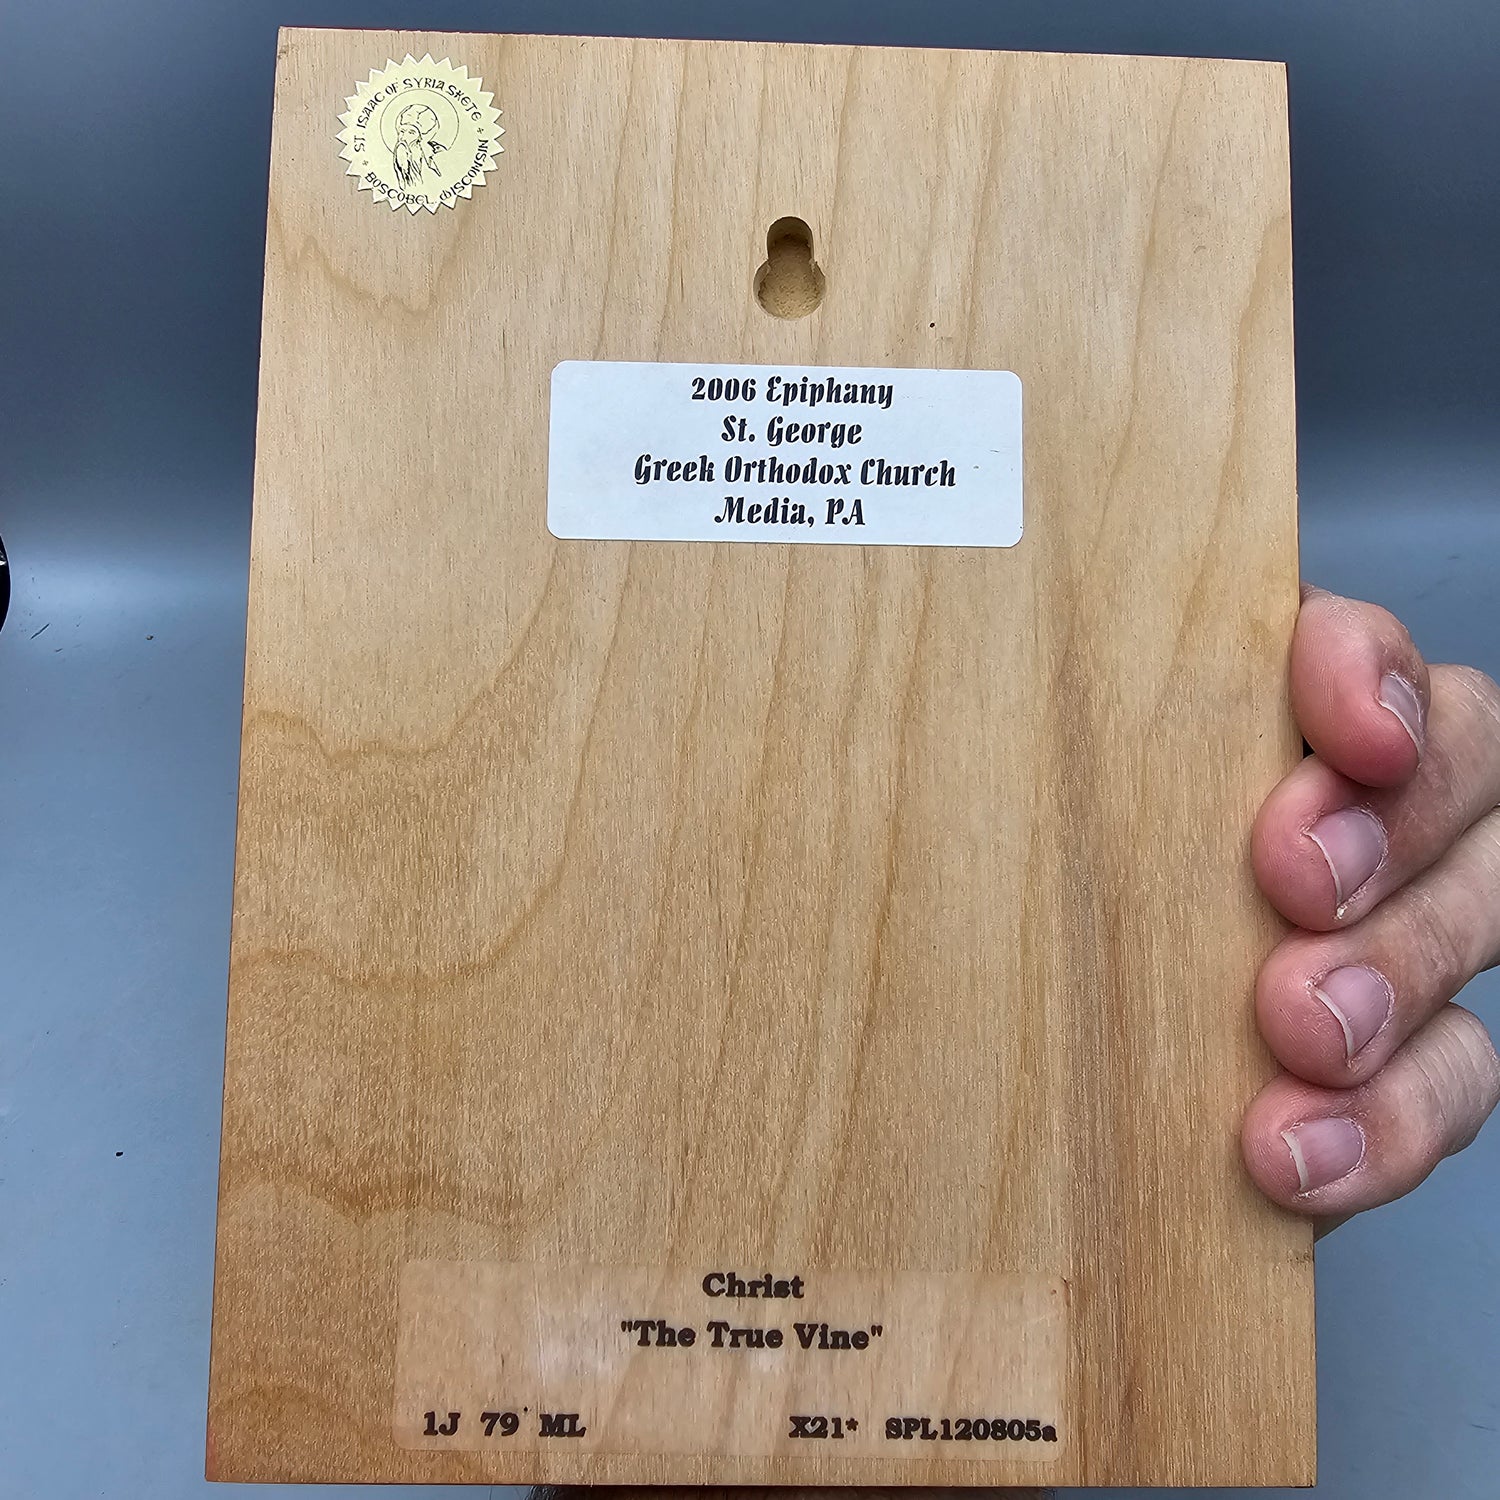 ST. ISAAC OF SYRIA SKETE
* BOSCOBEL, WISCONSIN *
2006 Epiphany
St. George
Greek Orthodox Church
Media, PA
Christ
"The True Vine"
1J 79 ML X21* SPL120805a